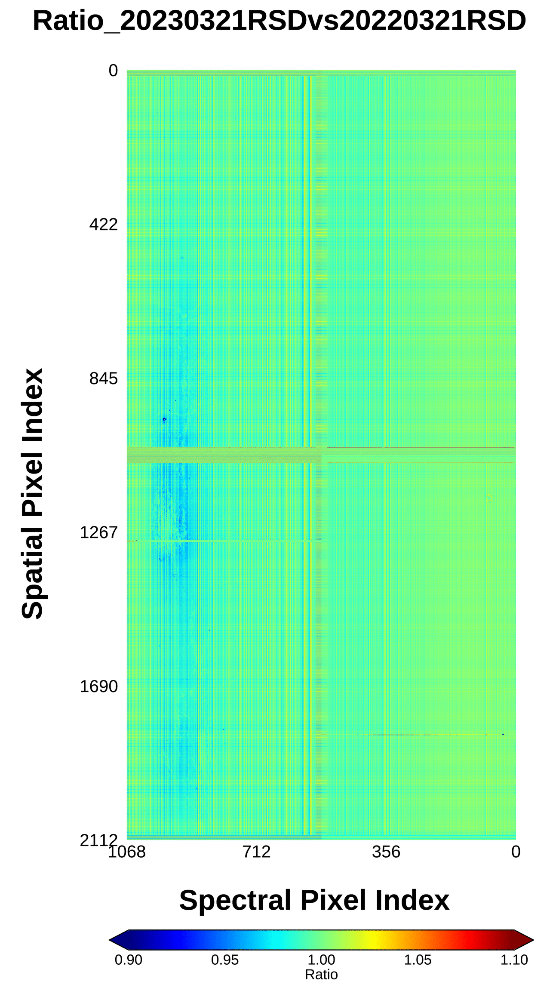 Ratio_20230321RSDvs20220321RSD
0
422
845
1267
1690
2112
Spatial Pixel Index
1068 712 356 0
Spectral Pixel Index
0.90 0.95 1.00 1.05 1.10
Ratio